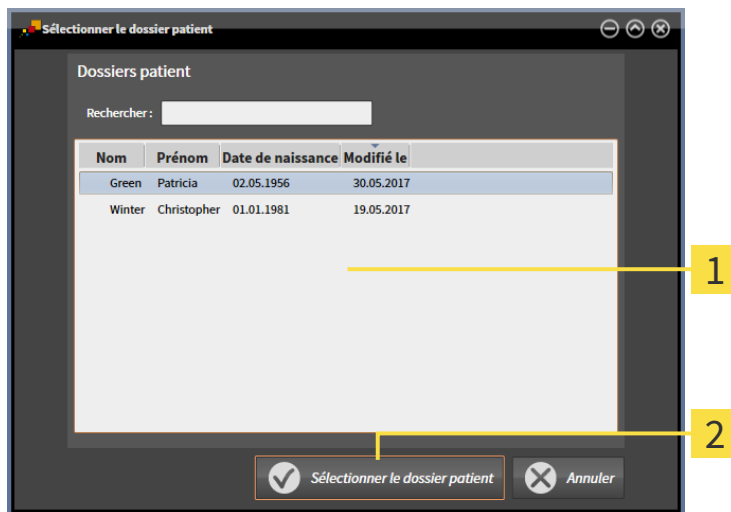 Sélectionner le dossier patient
Dossiers patient
Rechercher :
Nom Prénom Date de naissance Modifié le
Green Patricia 02.05.1956 30.05.2017
Winter Christopher 01.01.1981 19.05.2017
1
2
Sélectionner le dossier patient Annuler